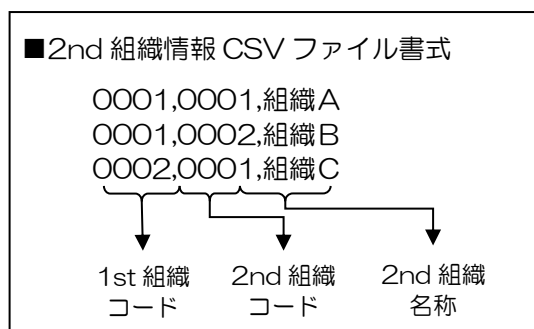 ■2nd 組織情報 CSV ファイル書式
0001,0001,組織A
0001,0002,組織B
0002,0001,組織C
1st 組織 2nd 組織 2nd 組織
コード コード 名称